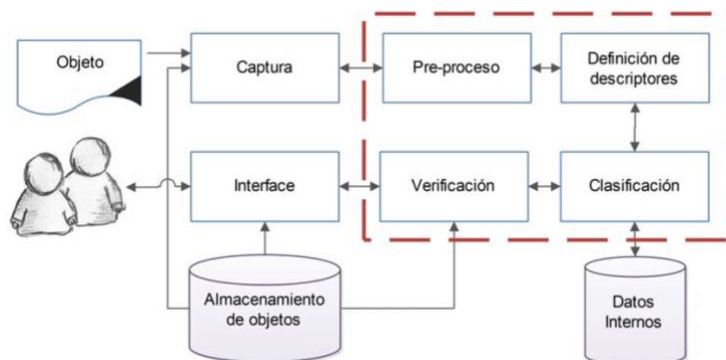 Objeto
Captura
Pre-proceso
Definición de
descriptores
Interface
Verificación
Clasificación
Almacenamiento
de objetos
Datos
Internos